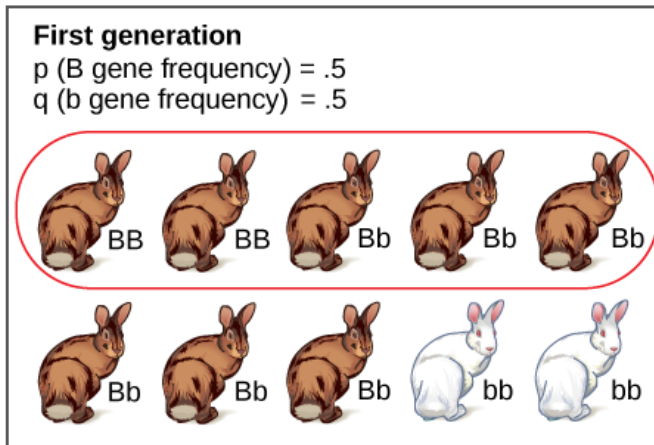 First generation
p (B gene frequency) = .5
q (b gene frequency) = .5
BB BB Bb Bb Bb
Bb Bb Bb bb bb